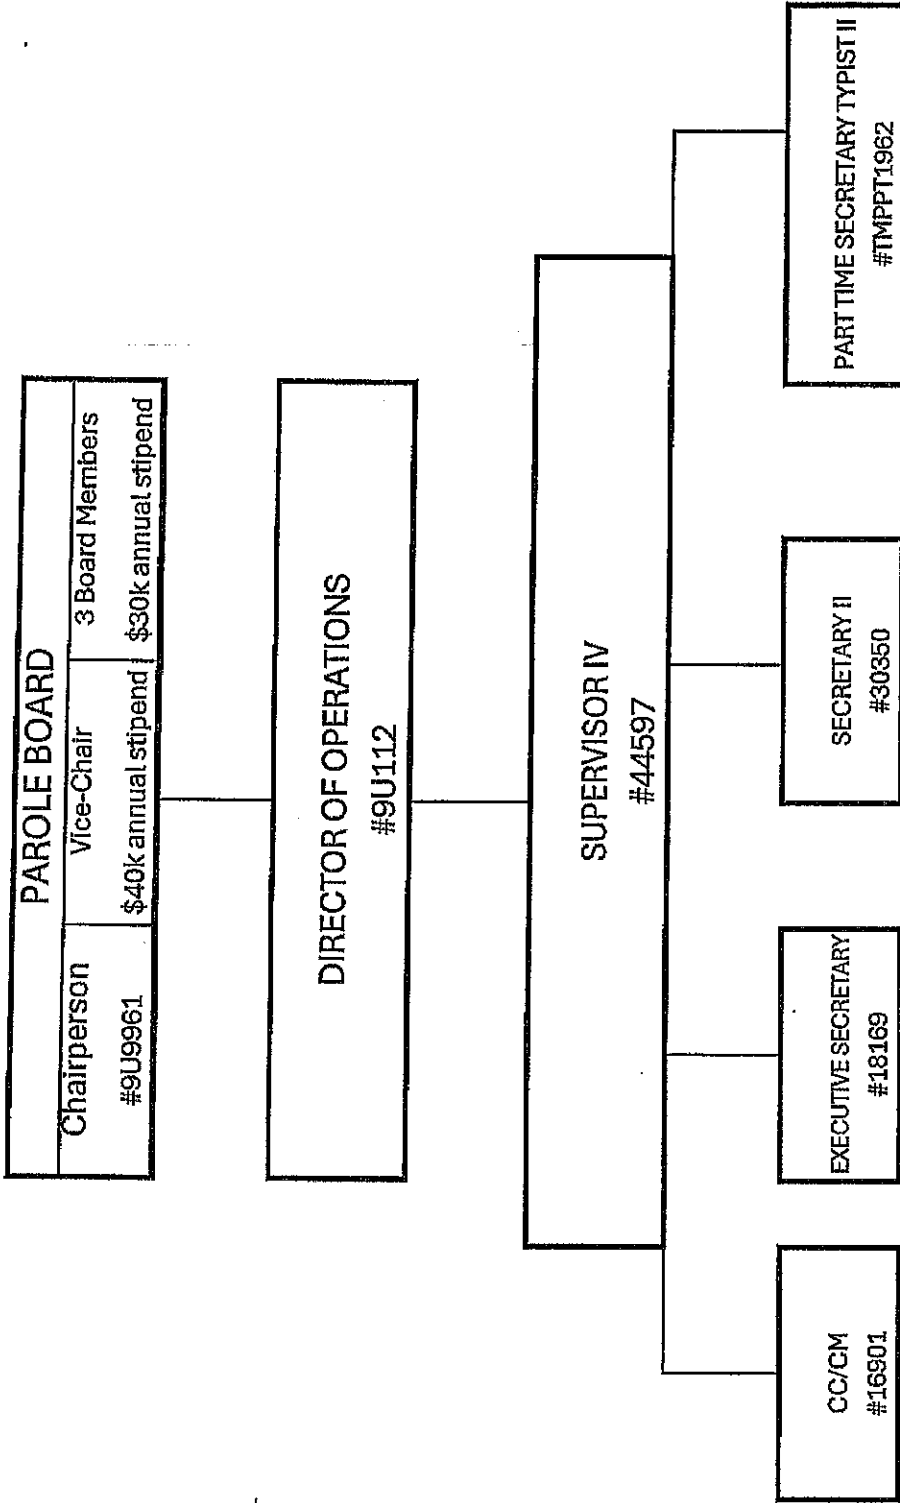 PAROLE BOARD
Chairperson
#9U9961
Vice-Chair
$40k annual stipend
3 Board Members
$30k annual stipend
DIRECTOR OF OPERATIONS
#9U112
SUPERVISOR IV
#44597
CC/CM
#16901
EXECUTIVE SECRETARY
#18169
SECRETARY II
#30350
PART TIME SECRETARY TYPIST II
#TMPPT1962